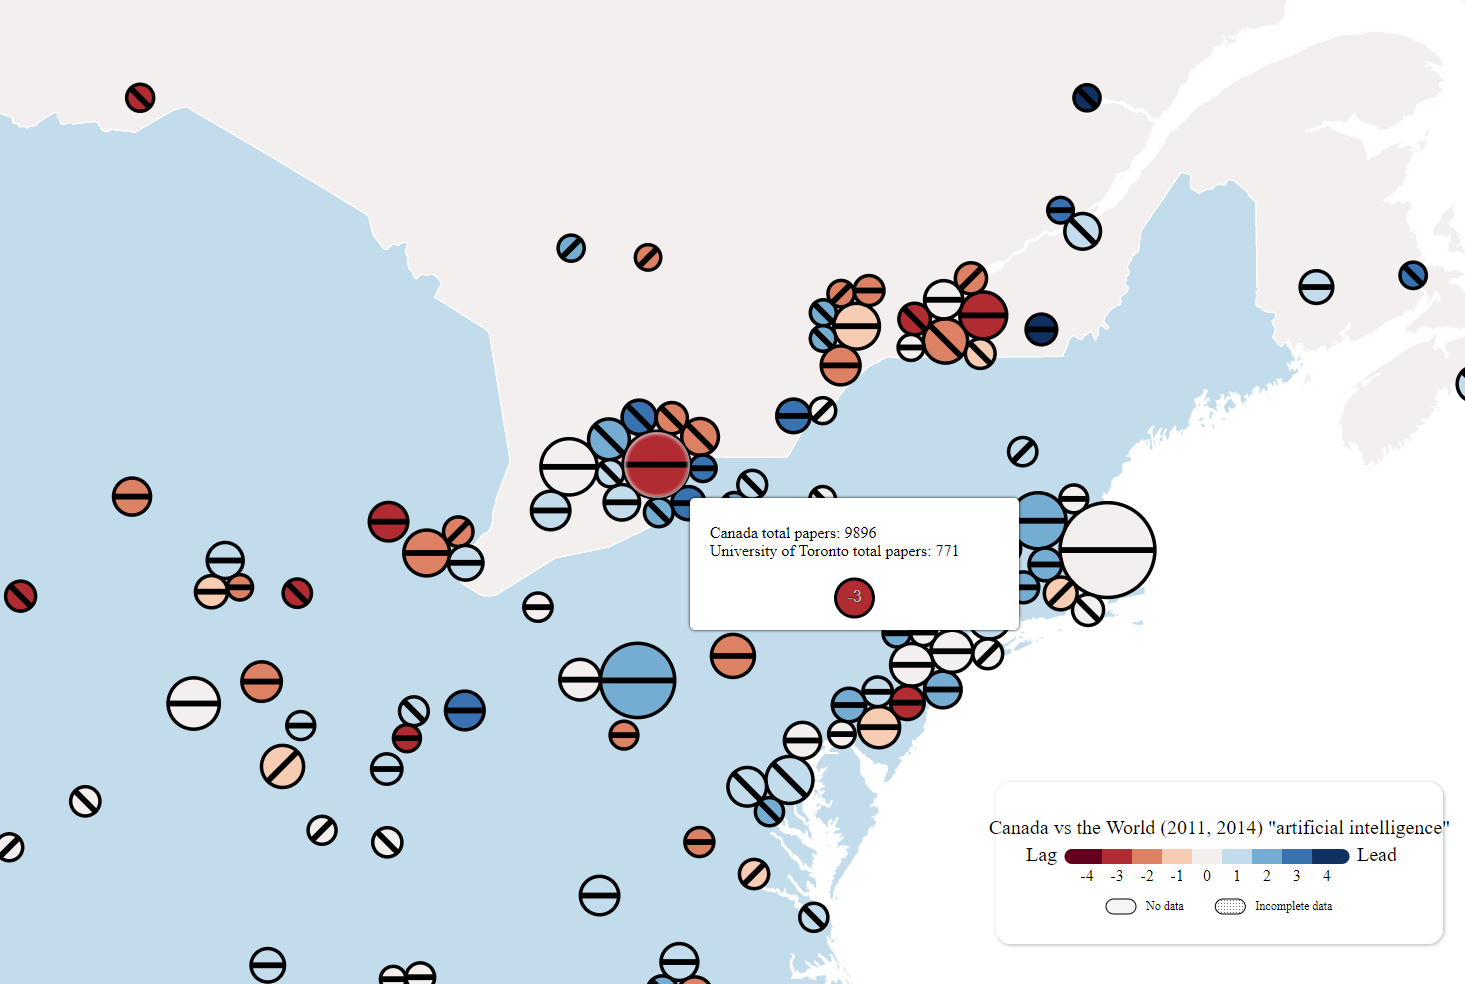 Canada total papers: 9896
University of Toronto total papers: 771
-3
Canada vs the World (2011, 2014) "artificial intelligence"
Lag
Lead
-4 -3 -2 -1 0 1 2 3 4
No data
Incomplete data